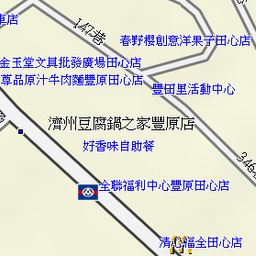 車店
147巷
春野櫻創意洋果子田心店
金玉堂文具批發廣場田心店
尊品原汁牛肉麵豐原田心店
豐田里活動中心
濟州豆腐鍋之家豐原店
好香味自助餐
346
全聯福利中心豐原田心店
清心福全田心店